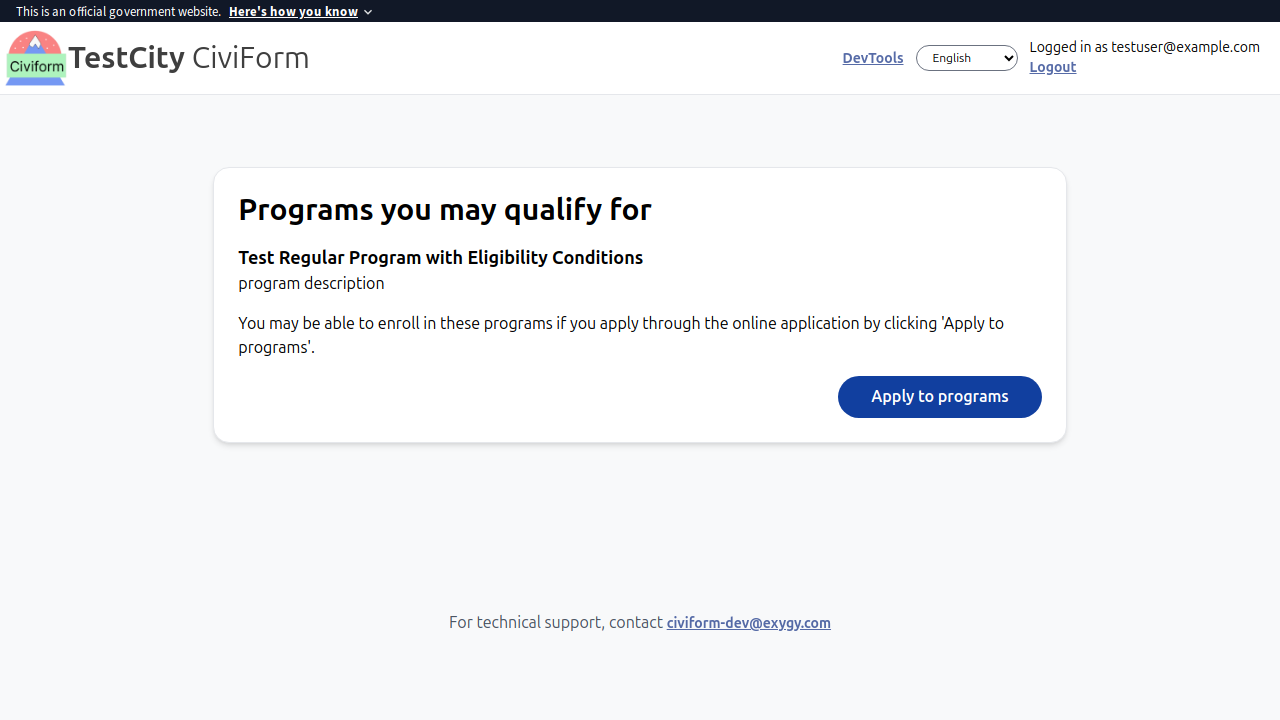 This is an official government website. Here's how you know
Civiform
TestCity CiviForm
DevTools
English
Logged in as testuser@example.com
Logout
Programs you may qualify for
Test Regular Program with Eligibility Conditions
program description
You may be able to enroll in these programs if you apply through the online application by clicking 'Apply to
programs'.
Apply to programs
For technical support, contact civiform-dev@exygy.com